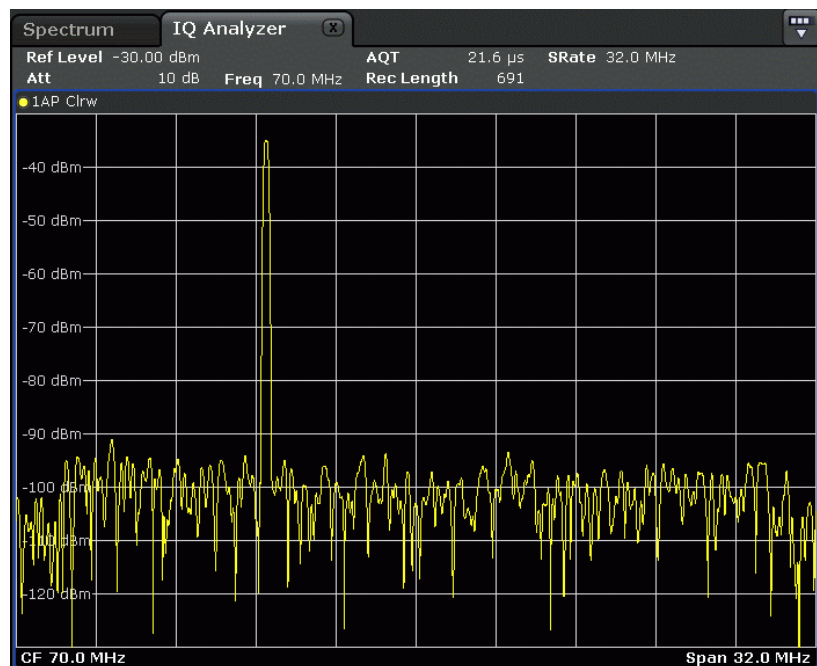 Spectrum IQ Analyzer X
Ref Level -30.00 dBm AQT 21.6 µs SRate 32.0 MHz
Att 10 dB Freq 70.0 MHz Rec Length 691
1AP Clrw
-40 dBm
-50 dBm
-60 dBm
-70 dBm
-80 dBm
-90 dBm
-100 dBm
-110 dBm
-120 dBm
CF 70.0 MHz Span 32.0 MHz